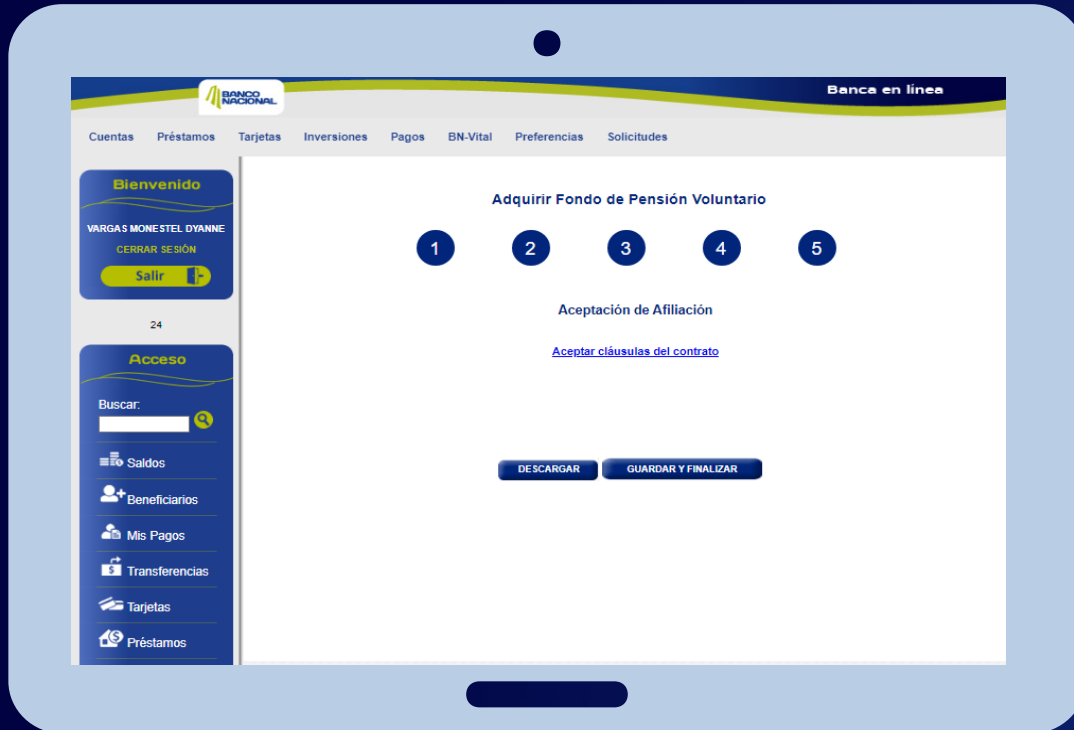 BANCO
NACIONAL
Banca en línea
Cuentas Préstamos Tarjetas Inversiones Pagos BN-Vital Preferencias Solicitudes
Bienvenido
VARGAS MONESTEL DYANNE
CERRAR SESIÓN
Salir
24
Acceso
Buscar:
Saldos
Beneficiarios
Mis Pagos
Transferencias
Tarjetas
Préstamos
Adquirir Fondo de Pensión Voluntario
1 2 3 4 5
Aceptación de Afiliación
Aceptar cláusulas del contrato
DESCARGAR GUARDAR Y FINALIZAR